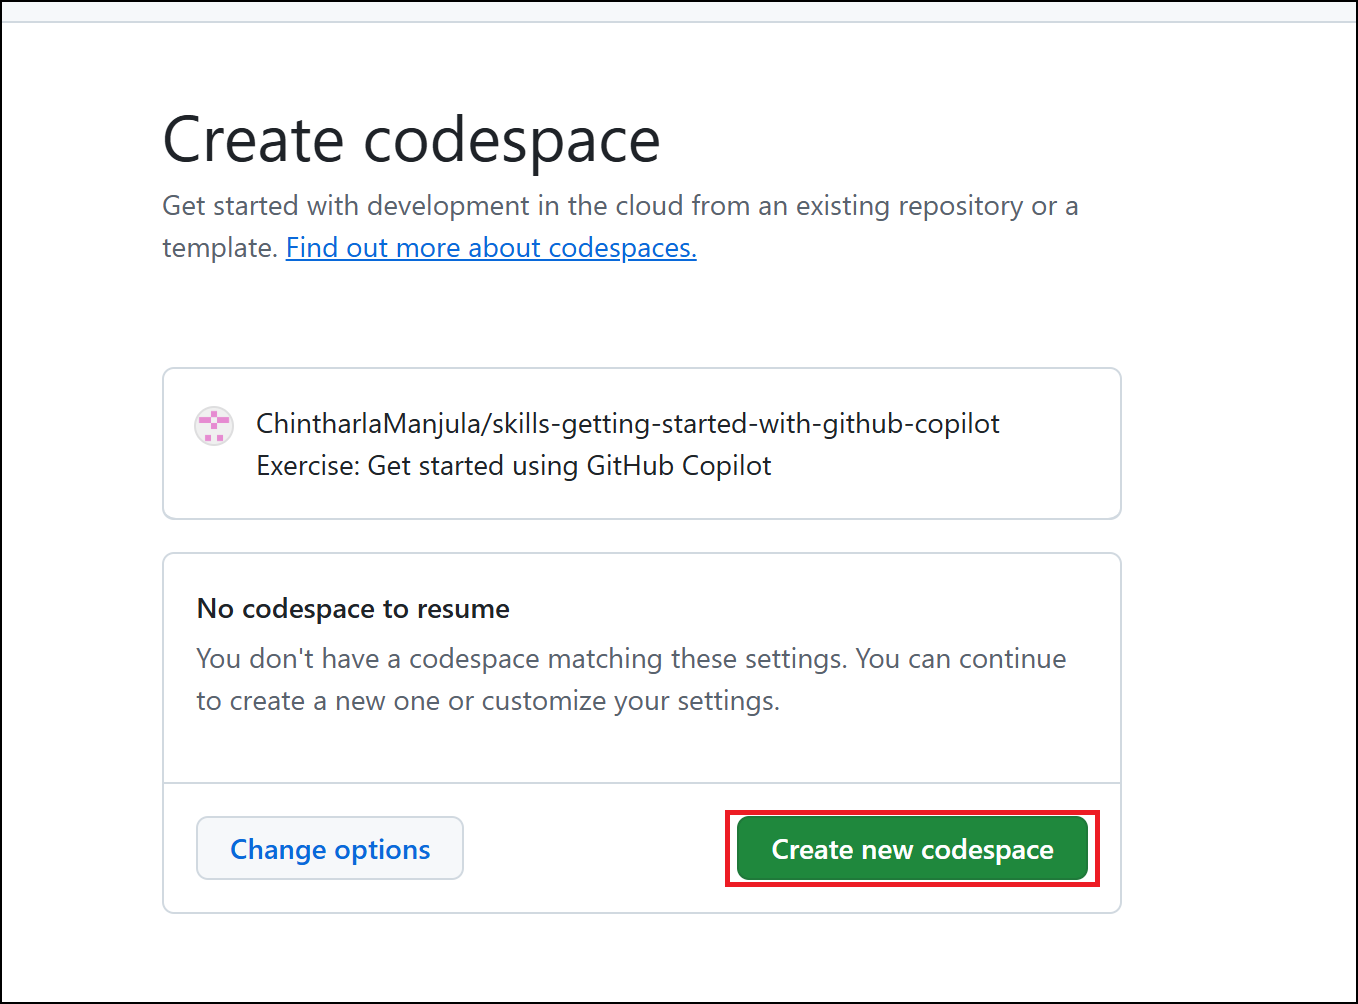 Create codespace
Get started with development in the cloud from an existing repository or a
template. Find out more about codespaces.
ChintharlaManjula/skills-getting-started-with-github-copilot
Exercise: Get started using GitHub Copilot
No codespace to resume
You don't have a codespace matching these settings. You can continue
to create a new one or customize your settings.
Change options
Create new codespace